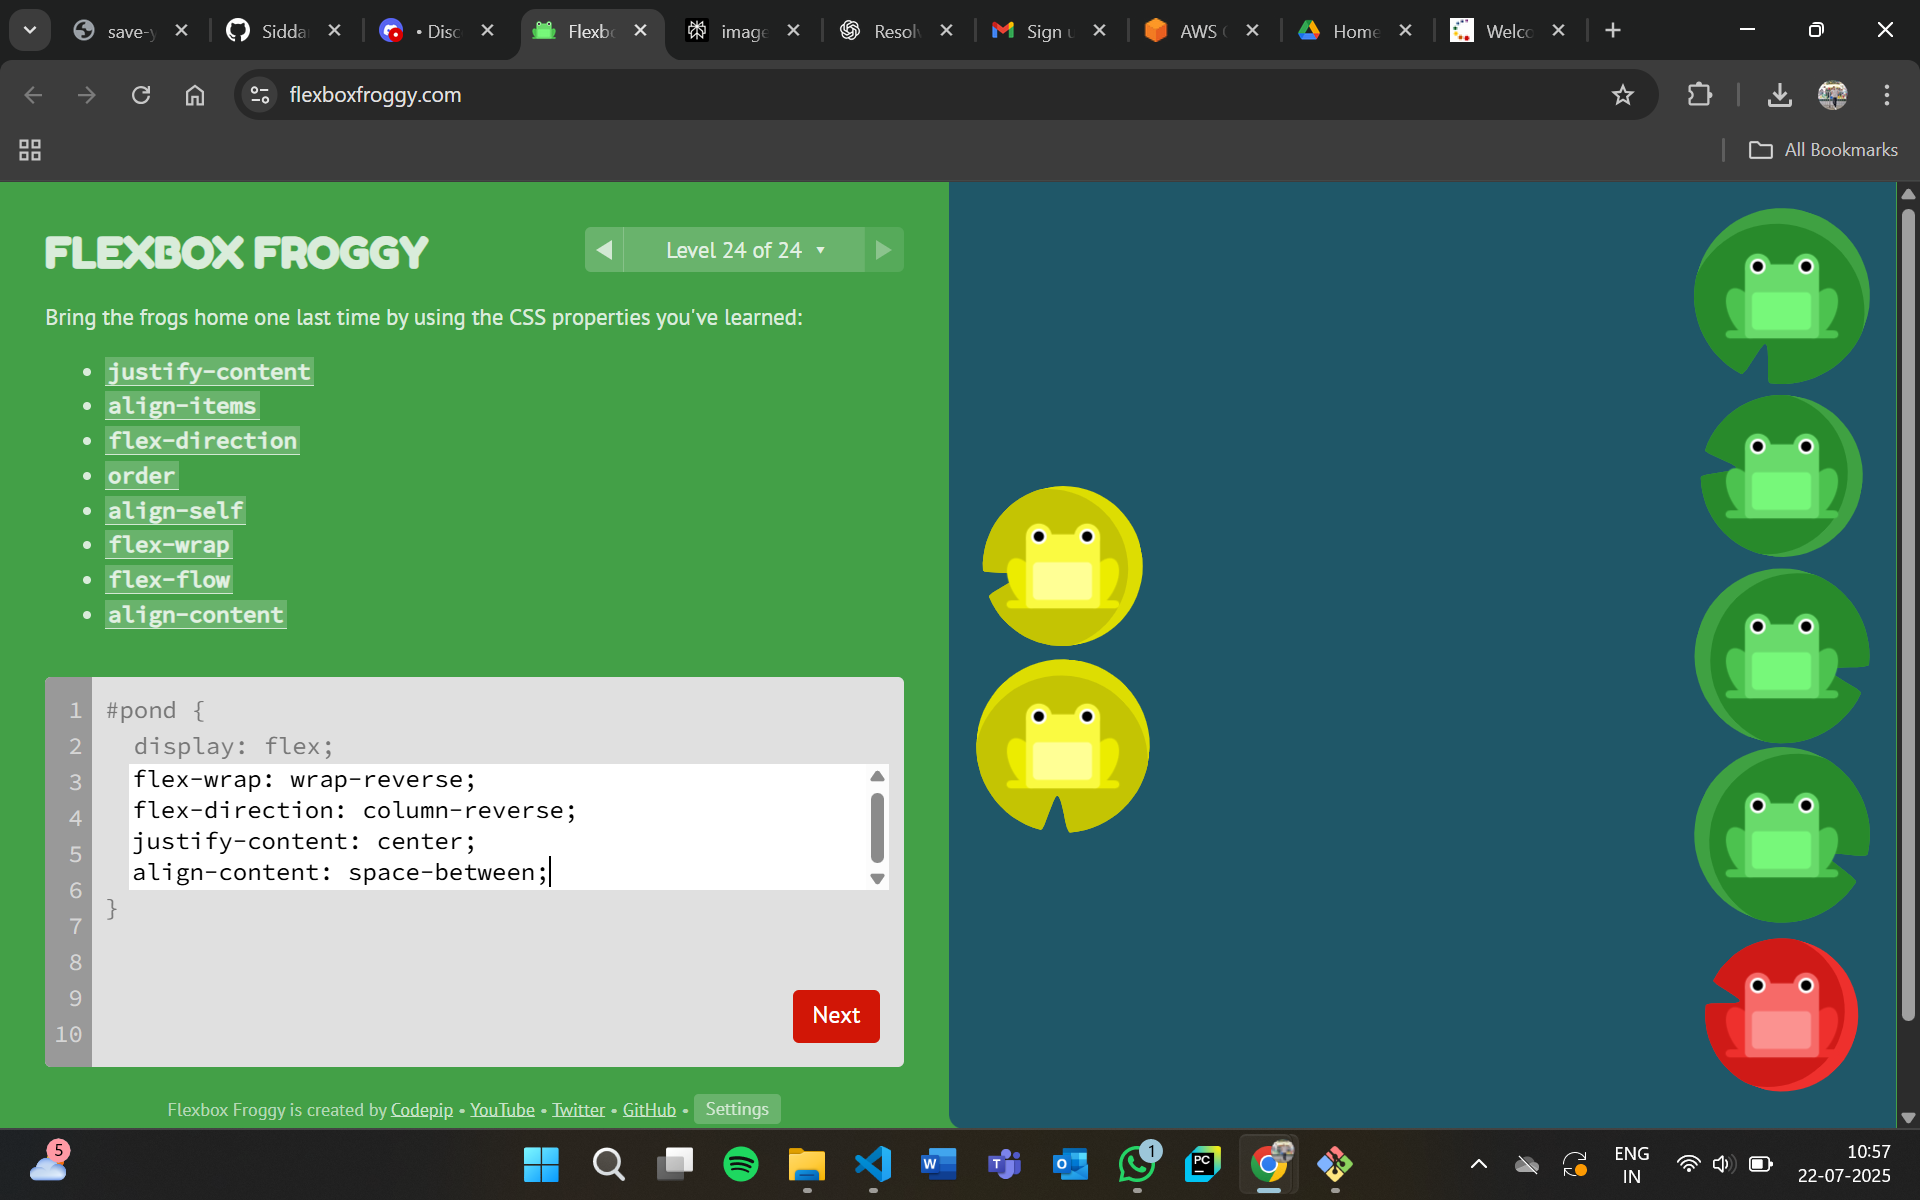 save-y
Sidda
• Disc
Flexbo
image
Resolv
Sign u
AWS
Home
Welco
flexboxfroggy.com
All Bookmarks
FLEXBOX FROGGY
Level 24 of 24
Bring the frogs home one last time by using the CSS properties you've learned:
• justify-content
• align-items
• flex-direction
• order
• align-self
• flex-wrap
• flex-flow
• align-content
1 #pond {
2 display: flex;
3 flex-wrap: wrap-reverse;
4 flex-direction: column-reverse;
5 justify-content: center;
6 align-content: space-between;
7 }
8
9
10
Next
Flexbox Froggy is created by Codepip • YouTube • Twitter • GitHub • Settings
5
W
T
O
1
PC
ENG
IN
10:57
22-07-2025